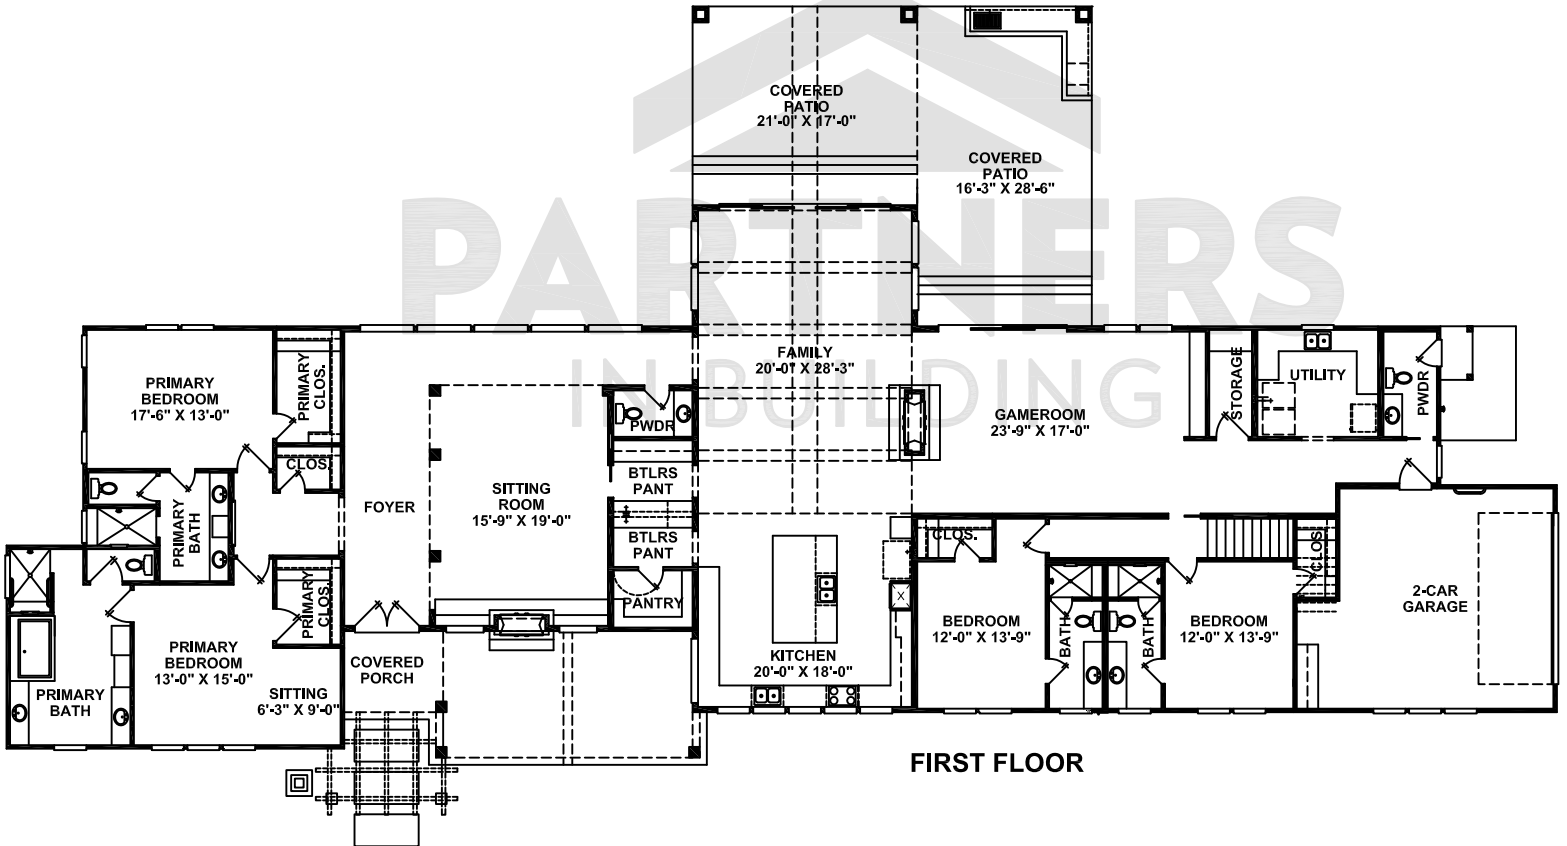 COVERED
PATIO
21'-0" X 17'-0"
COVERED
PATIO
16'-3" X 28'-6"
PARTNERS
IN BUILDING
PRIMARY
BEDROOM
17'-6" X 13'-0"
PRIMARY
CLOS.
FAMILY
20'-0" X 28'-3"
STORAGE
UTILITY
PWDR
GAMEROOM
23'-9" X 17'-0"
PWDR
CLOS.
BTLRS
PANT
FOYER
SITTING
ROOM
15'-9" X 19'-0"
PRIMARY
BATH
BTLRS
PANT
CLOS.
CLOS.
PRIMARY
CLOS.
PANTRY
2-CAR
GARAGE
BEDROOM
12'-0" X 13'-9"
BATH
BATH
BEDROOM
12'-0" X 13'-9"
PRIMARY
BEDROOM
13'-0" X 15'-0"
SITTING
6'-3" X 9'-0"
COVERED
PORCH
KITCHEN
20'-0" X 18'-0"
PRIMARY
BATH
FIRST FLOOR